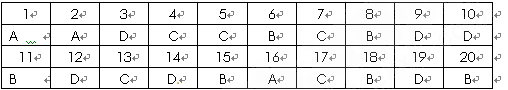 1 2 3 4 5 6 7 8 9 10
A A D C C B C B D D
11 12 13 14 15 16 17 18 19 20
B D C D. B A C B D B